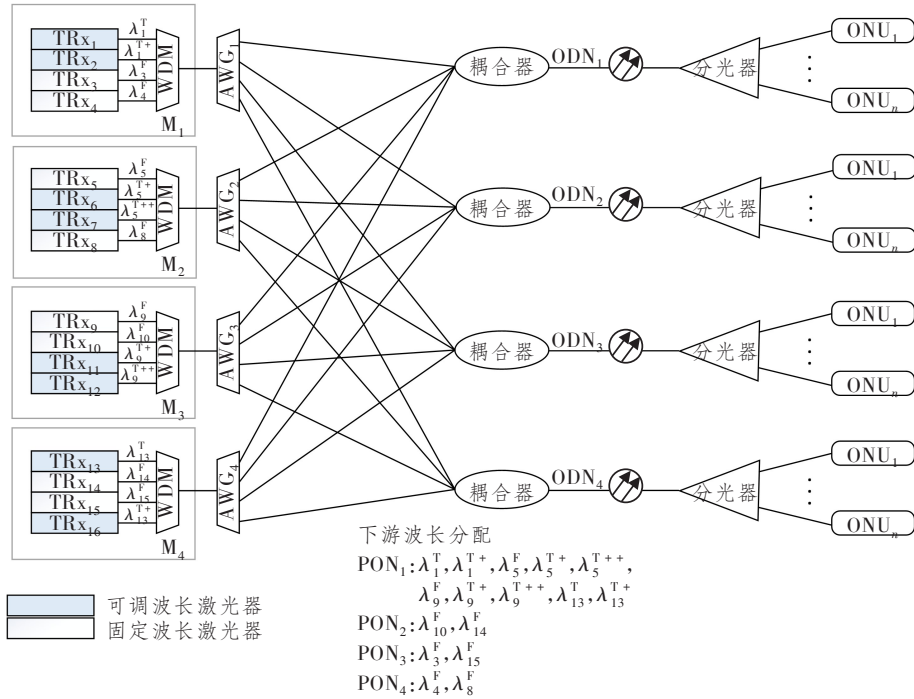 TRx₁ λ₁ᵀ
TRx₂ λ₁ᵀ⁺
TRx₃ λ₃ꟳ
TRx₄ λ₄ꟳ
WDM
M₁
AWG₁
耦合器
ODN₁
分光器
ONU₁
⋮
ONUₙ
TRx₅ λ₅ꟳ
TRx₆ λ₅ᵀ⁺
TRx₇ λ₅ᵀ⁺⁺
TRx₈ λ₈ꟳ
WDM
M₂
AWG₂
耦合器
ODN₂
分光器
ONU₁
⋮
ONUₙ
TRx₉ λ₉ꟳ
TRx₁₀ λ₁₀ꟳ
TRx₁₁ λ₉ᵀ⁺
TRx₁₂ λ₉ᵀ⁺⁺
WDM
M₃
AWG₃
耦合器
ODN₃
分光器
ONU₁
⋮
ONUₙ
TRx₁₃ λ₁₃ᵀ
TRx₁₄ λ₁₄ꟳ
TRx₁₅ λ₁₅ꟳ
TRx₁₆ λ₁₃ᵀ⁺
WDM
M₄
AWG₄
耦合器
ODN₄
分光器
ONU₁
⋮
ONUₙ
可调波长激光器
固定波长激光器
下游波长分配
PON₁:λ₁ᵀ,λ₁ᵀ⁺,λ₅ꟳ,λ₅ᵀ⁺,λ₅ᵀ⁺⁺,
λ₉ꟳ,λ₉ᵀ⁺,λ₉ᵀ⁺⁺,λ₁₃ᵀ,λ₁₃ᵀ⁺
PON₂:λ₁₀ꟳ,λ₁₄ꟳ
PON₃:λ₃ꟳ,λ₁₅ꟳ
PON₄:λ₄ꟳ,λ₈ꟳ